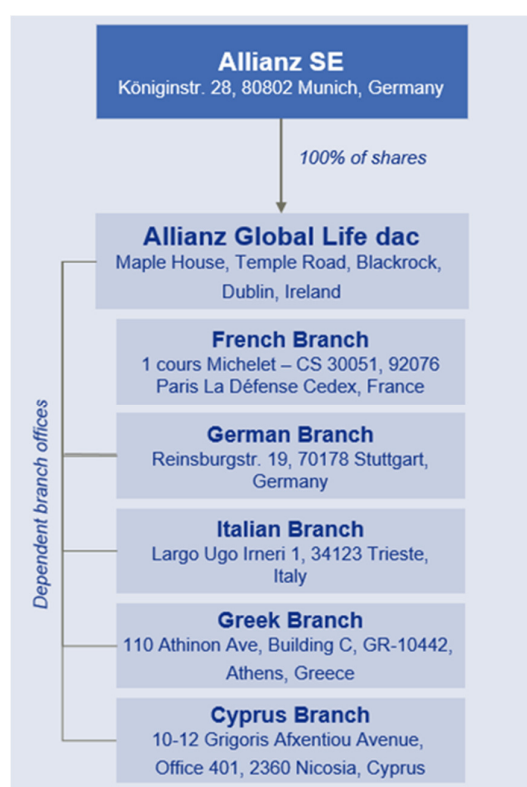 Allianz SE
Königinstr. 28, 80802 Munich, Germany
100% of shares
Allianz Global Life dac
Maple House, Temple Road, Blackrock,
Dublin, Ireland
Dependent branch offices
French Branch
1 cours Michelet – CS 30051, 92076
Paris La Défense Cedex, France
German Branch
Reinsburgstr. 19, 70178 Stuttgart,
Germany
Italian Branch
Largo Ugo Irneri 1, 34123 Trieste,
Italy
Greek Branch
110 Athinon Ave, Building C, GR-10442,
Athens, Greece
Cyprus Branch
10-12 Grigoris Afxentiou Avenue,
Office 401, 2360 Nicosia, Cyprus